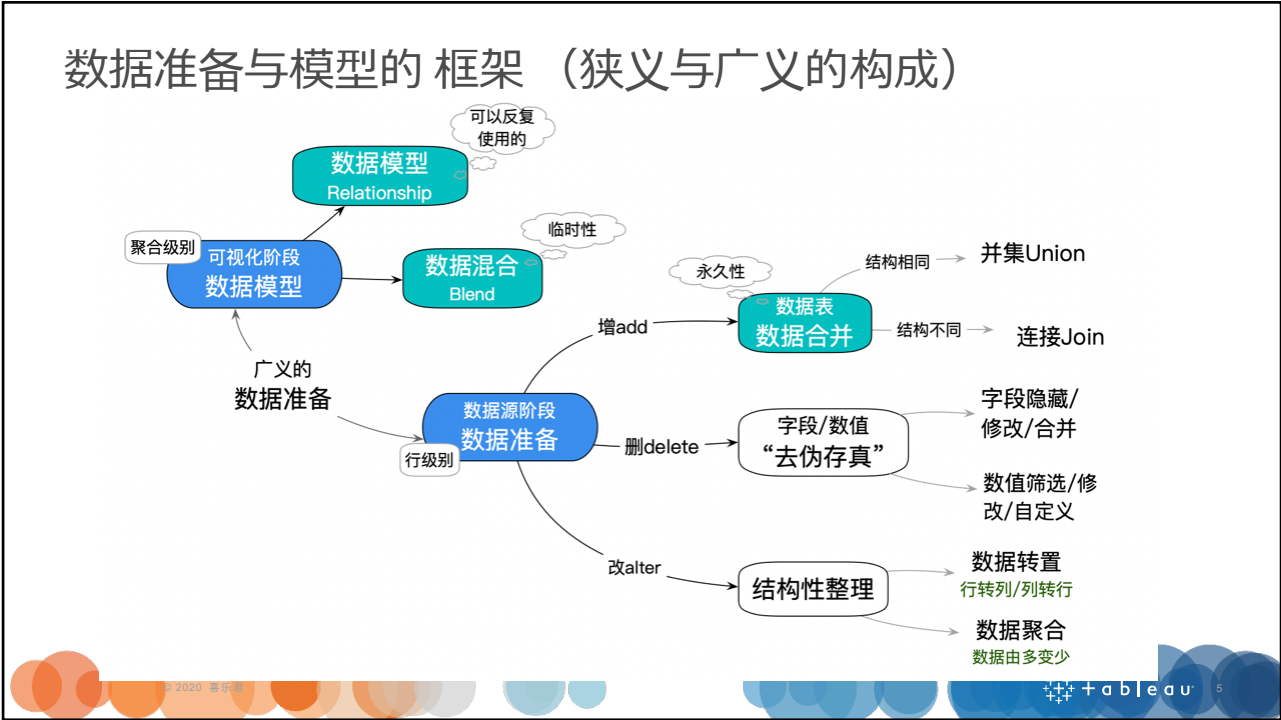 数据准备与模型的 框架 （狭义与广义的构成）
可以反复
使用的
数据模型
Relationship
临时性
聚合级别
可视化阶段
数据模型
数据混合
Blend
广义的
数据准备
数据源阶段
数据准备
行级别
增add
永久性
数据表
数据合并
结构相同
并集Union
结构不同
连接Join
删delete
字段/数值
“去伪存真”
字段隐藏/
修改/合并
数值筛选/修
改/自定义
改alter
结构性整理
数据转置
行转列/列转行
数据聚合
数据由多变少
© 2020 喜乐君
+ableau
5